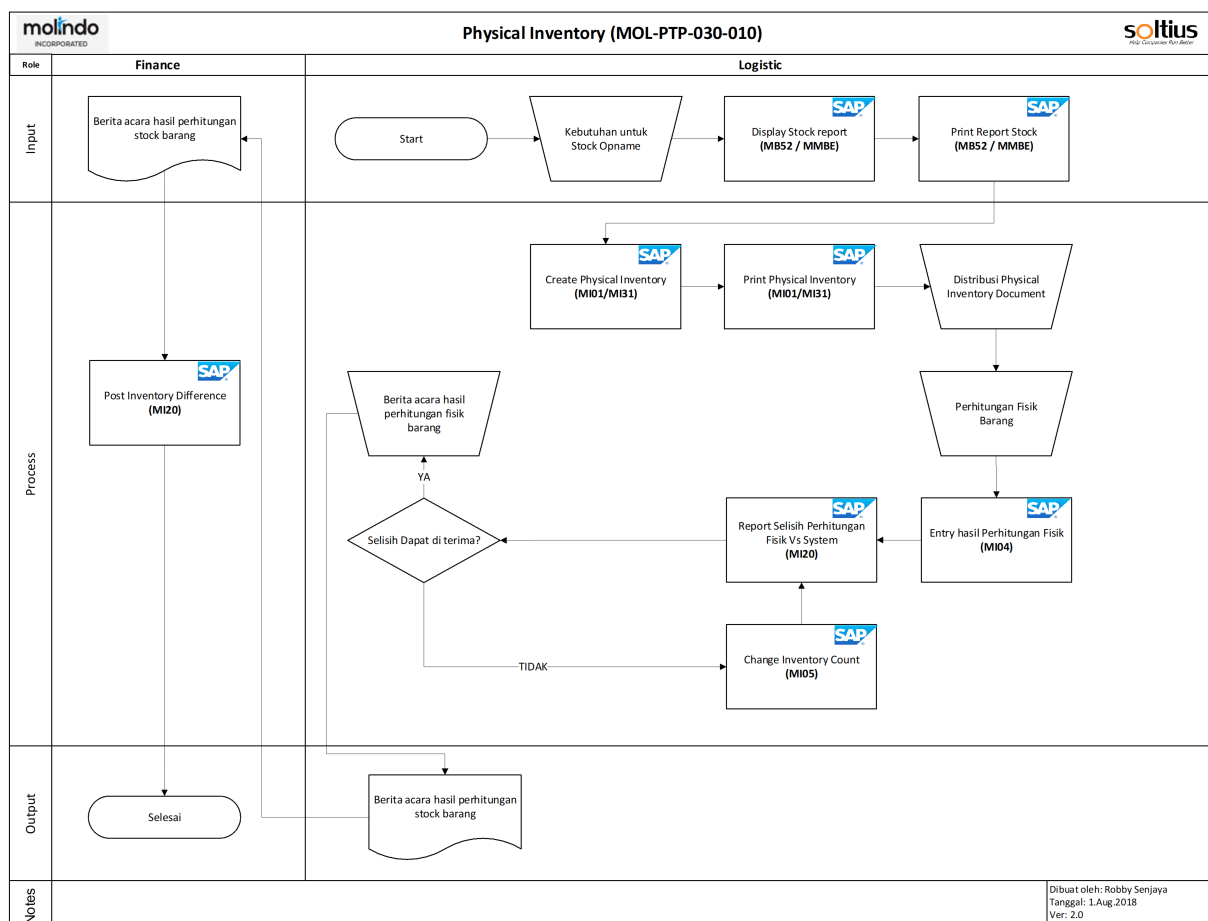 molindo
INCORPORATED
Physical Inventory (MOL-PTP-030-010)
soltius
Help Companies Run Better
Role
Finance
Logistic
Input
Berita acara hasil perhitungan
stock barang
Start
Kebutuhan untuk
Stock Opname
SAP
Display Stock report
(MB52 / MMBE)
SAP
Print Report Stock
(MB52 / MMBE)
Process
SAP
Create Physical Inventory
(MI01/MI31)
SAP
Print Physical Inventory
(MI01/MI31)
Distribusi Physical
Inventory Document
SAP
Post Inventory Difference
(MI20)
Berita acara hasil
perhitungan fisik
barang
Perhitungan Fisik
Barang
YA
Selisih Dapat di terima?
SAP
Report Selisih Perhitungan
Fisik Vs System
(MI20)
SAP
Entry hasil Perhitungan Fisik
(MI04)
TIDAK
SAP
Change Inventory Count
(MI05)
Output
Selesai
Berita acara hasil perhitungan
stock barang
Notes
Dibuat oleh: Robby Senjaya
Tanggal: 1.Aug.2018
Ver: 2.0